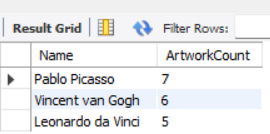 Result Grid Filter Rows:
Name ArtworkCount
Pablo Picasso 7
Vincent van Gogh 6
Leonardo da Vinci 5